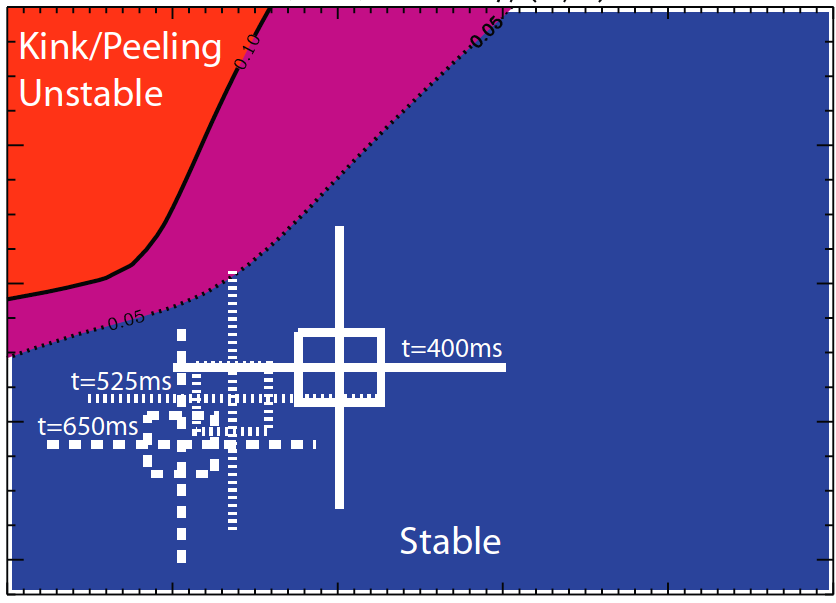 Kink/Peeling
Unstable
0.10
0.05
0.05
t=400ms
t=525ms
t=650ms
Stable